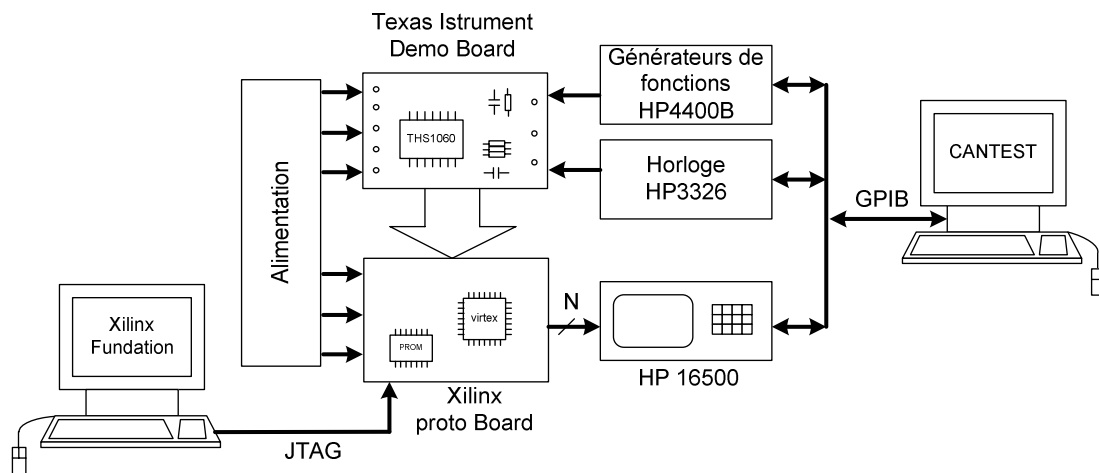 Texas Istrument
Demo Board
Générateurs de
fonctions
HP4400B
THS1060
CANTEST
Horloge
HP3326
GPIB
Alimentation
Xilinx
Fundation
virtex
PROM
N
HP 16500
Xilinx
proto Board
JTAG